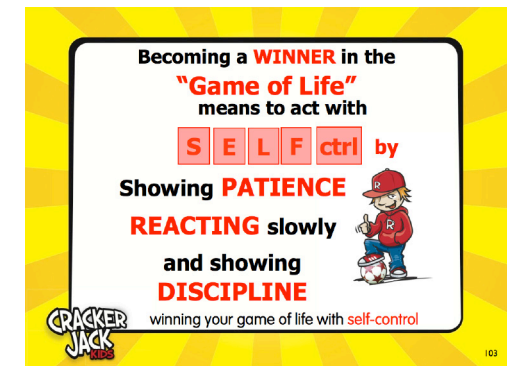 Becoming a WINNER in the
"Game of Life"
means to act with
S E L F ctrl by
Showing PATIENCE
R
R
REACTING slowly
and showing
DISCIPLINE
winning your game of life with self-control
CRACKER
JACK
KIDS
103